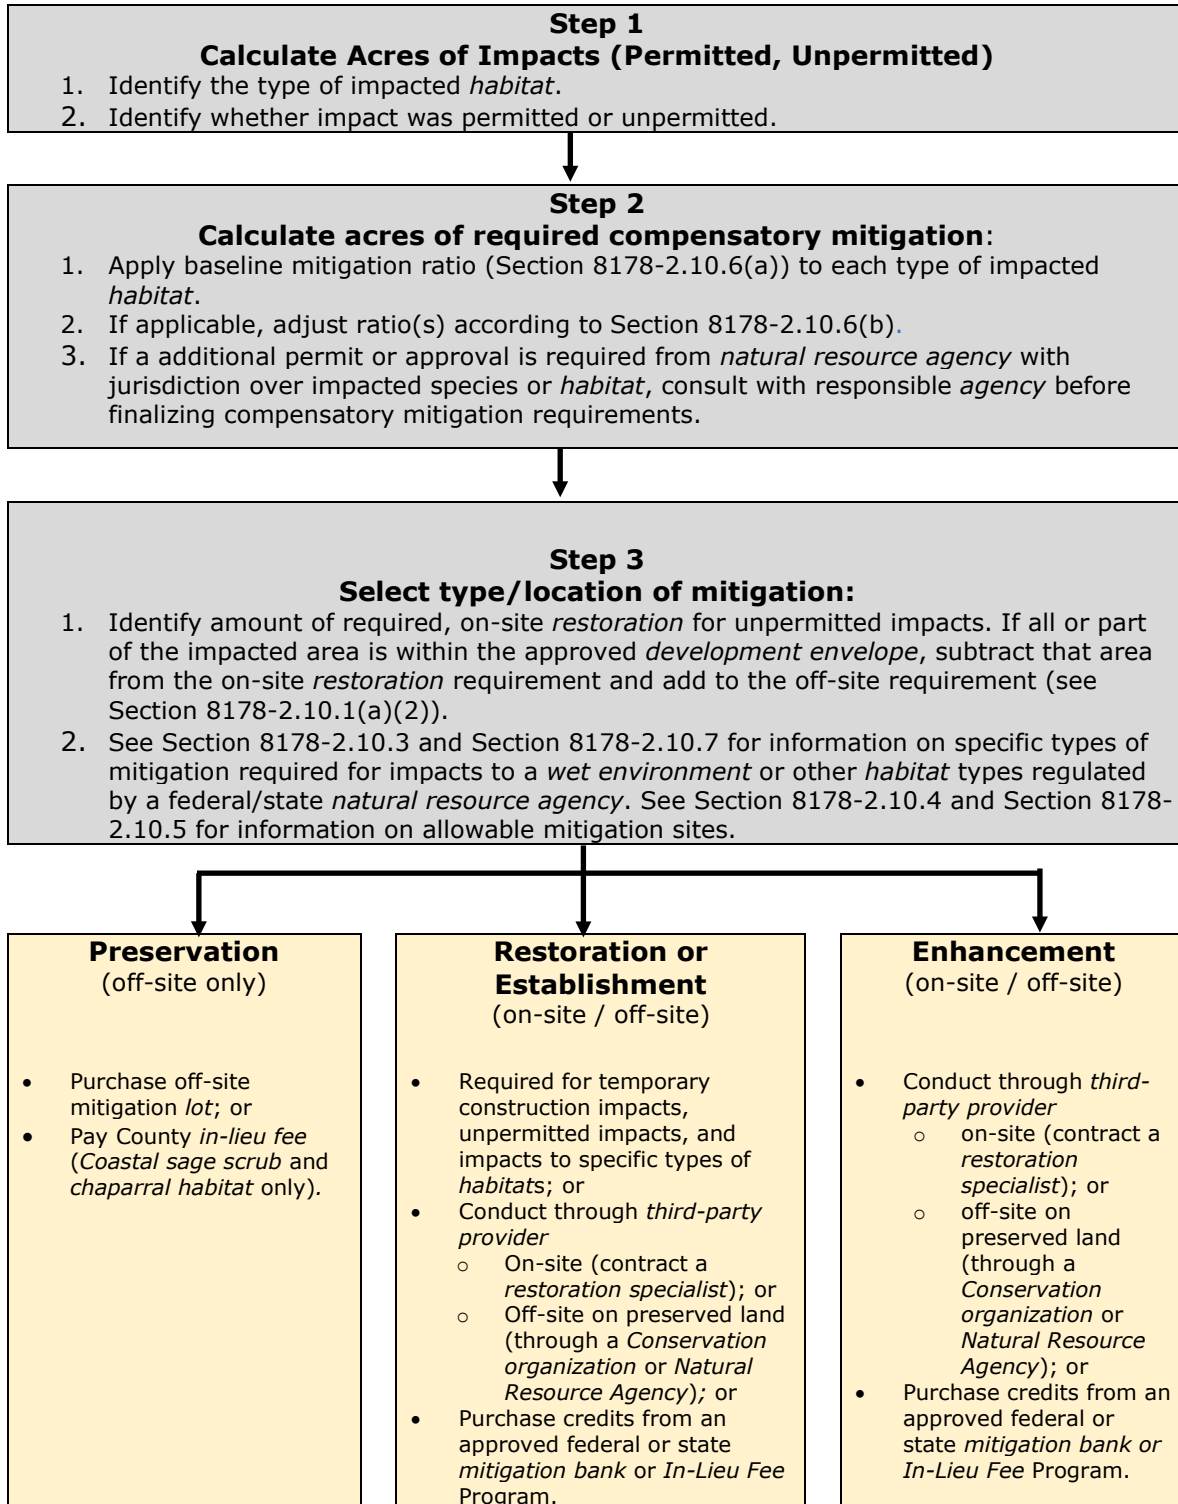 Step 1
Calculate Acres of Impacts (Permitted, Unpermitted)
1. Identify the type of impacted habitat.
2. Identify whether impact was permitted or unpermitted.
Step 2
Calculate acres of required compensatory mitigation:
1. Apply baseline mitigation ratio (Section 8178-2.10.6(a)) to each type of impacted
habitat.
2. If applicable, adjust ratio(s) according to Section 8178-2.10.6(b).
3. If a additional permit or approval is required from natural resource agency with
jurisdiction over impacted species or habitat, consult with responsible agency before
finalizing compensatory mitigation requirements.
Step 3
Select type/location of mitigation:
1. Identify amount of required, on-site restoration for unpermitted impacts. If all or part
of the impacted area is within the approved development envelope, subtract that area
from the on-site restoration requirement and add to the off-site requirement (see
Section 8178-2.10.1(a)(2)).
2. See Section 8178-2.10.3 and Section 8178-2.10.7 for information on specific types of
mitigation required for impacts to a wet environment or other habitat types regulated
by a federal/state natural resource agency. See Section 8178-2.10.4 and Section 8178-
2.10.5 for information on allowable mitigation sites.
Preservation
(off-site only)
• Purchase off-site
mitigation lot; or
• Pay County in-lieu fee
(Coastal sage scrub and
chaparral habitat only).
Restoration or
Establishment
(on-site / off-site)
• Required for temporary
construction impacts,
unpermitted impacts, and
impacts to specific types of
habitats; or
• Conduct through third-party
provider
o On-site (contract a
restoration specialist); or
o Off-site on preserved land
(through a Conservation
organization or Natural
Resource Agency); or
• Purchase credits from an
approved federal or state
mitigation bank or In-Lieu Fee
Program.
Enhancement
(on-site / off-site)
• Conduct through third-
party provider
o on-site (contract a
restoration
specialist); or
o off-site on
preserved land
(through a
Conservation
organization or
Natural Resource
Agency); or
• Purchase credits from an
approved federal or
state mitigation bank or
In-Lieu Fee Program.